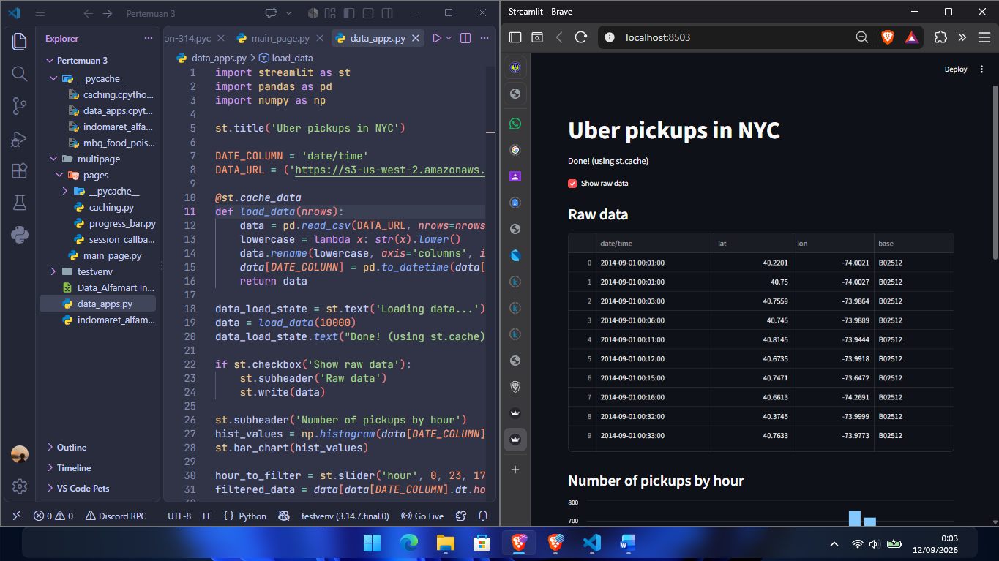 Pertemuan 3
Explorer
Pertemuan 3
__pycache__
caching.cpytho...
data_apps.cpyt...
indomaret_alfa...
mbg_food_pois...
multipage
pages
__pycache__
caching.py
progress_bar.py
session_callba...
main_page.py
testvenv
Data_Alfamart In...
data_apps.py
indomaret_alfam...
Outline
Timeline
VS Code Pets
on-314.pyc
main_page.py
data_apps.py
data_apps.py > load_data
1 import streamlit as st
2 import pandas as pd
3 import numpy as np
4
5 st.title('Uber pickups in NYC')
6
7 DATE_COLUMN = 'date/time'
8 DATA_URL = ('https://s3-us-west-2.amazonaws.
9
10 @st.cache_data
11 def load_data(nrows):
12 data = pd.read_csv(DATA_URL, nrows=nrows
13 lowercase = lambda x: str(x).lower()
14 data.rename(lowercase, axis='columns', i
15 data[DATE_COLUMN] = pd.to_datetime(data[
16 return data
17
18 data_load_state = st.text('Loading data...')
19 data = load_data(10000)
20 data_load_state.text("Done! (using st.cache)
21
22 if st.checkbox('Show raw data'):
23 st.subheader('Raw data')
24 st.write(data)
25
26 st.subheader('Number of pickups by hour')
27 hist_values = np.histogram(data[DATE_COLUMN]
28 st.bar_chart(hist_values)
29
30 hour_to_filter = st.slider('hour', 0, 23, 17
31 filtered_data = data[data[DATE_COLUMN].dt.ho
0 0 Discord RPC UTF-8 LF { } Python testvenv (3.14.7.final.0) Go Live
Streamlit - Brave
localhost:8503
Deploy
Uber pickups in NYC
Done! (using st.cache)
Show raw data
Raw data
date/time lat lon base
0 2014-09-01 00:01:00 40.2201 -74.0021 B02512
1 2014-09-01 00:01:00 40.75 -74.0027 B02512
2 2014-09-01 00:03:00 40.7559 -73.9864 B02512
3 2014-09-01 00:06:00 40.745 -73.9889 B02512
4 2014-09-01 00:11:00 40.8145 -73.9444 B02512
5 2014-09-01 00:12:00 40.6735 -73.9918 B02512
6 2014-09-01 00:15:00 40.7471 -73.6472 B02512
7 2014-09-01 00:16:00 40.6613 -74.2691 B02512
8 2014-09-01 00:32:00 40.3745 -73.9999 B02512
9 2014-09-01 00:33:00 40.7633 -73.9773 B02512
Number of pickups by hour
800
700
0:03
12/09/2026